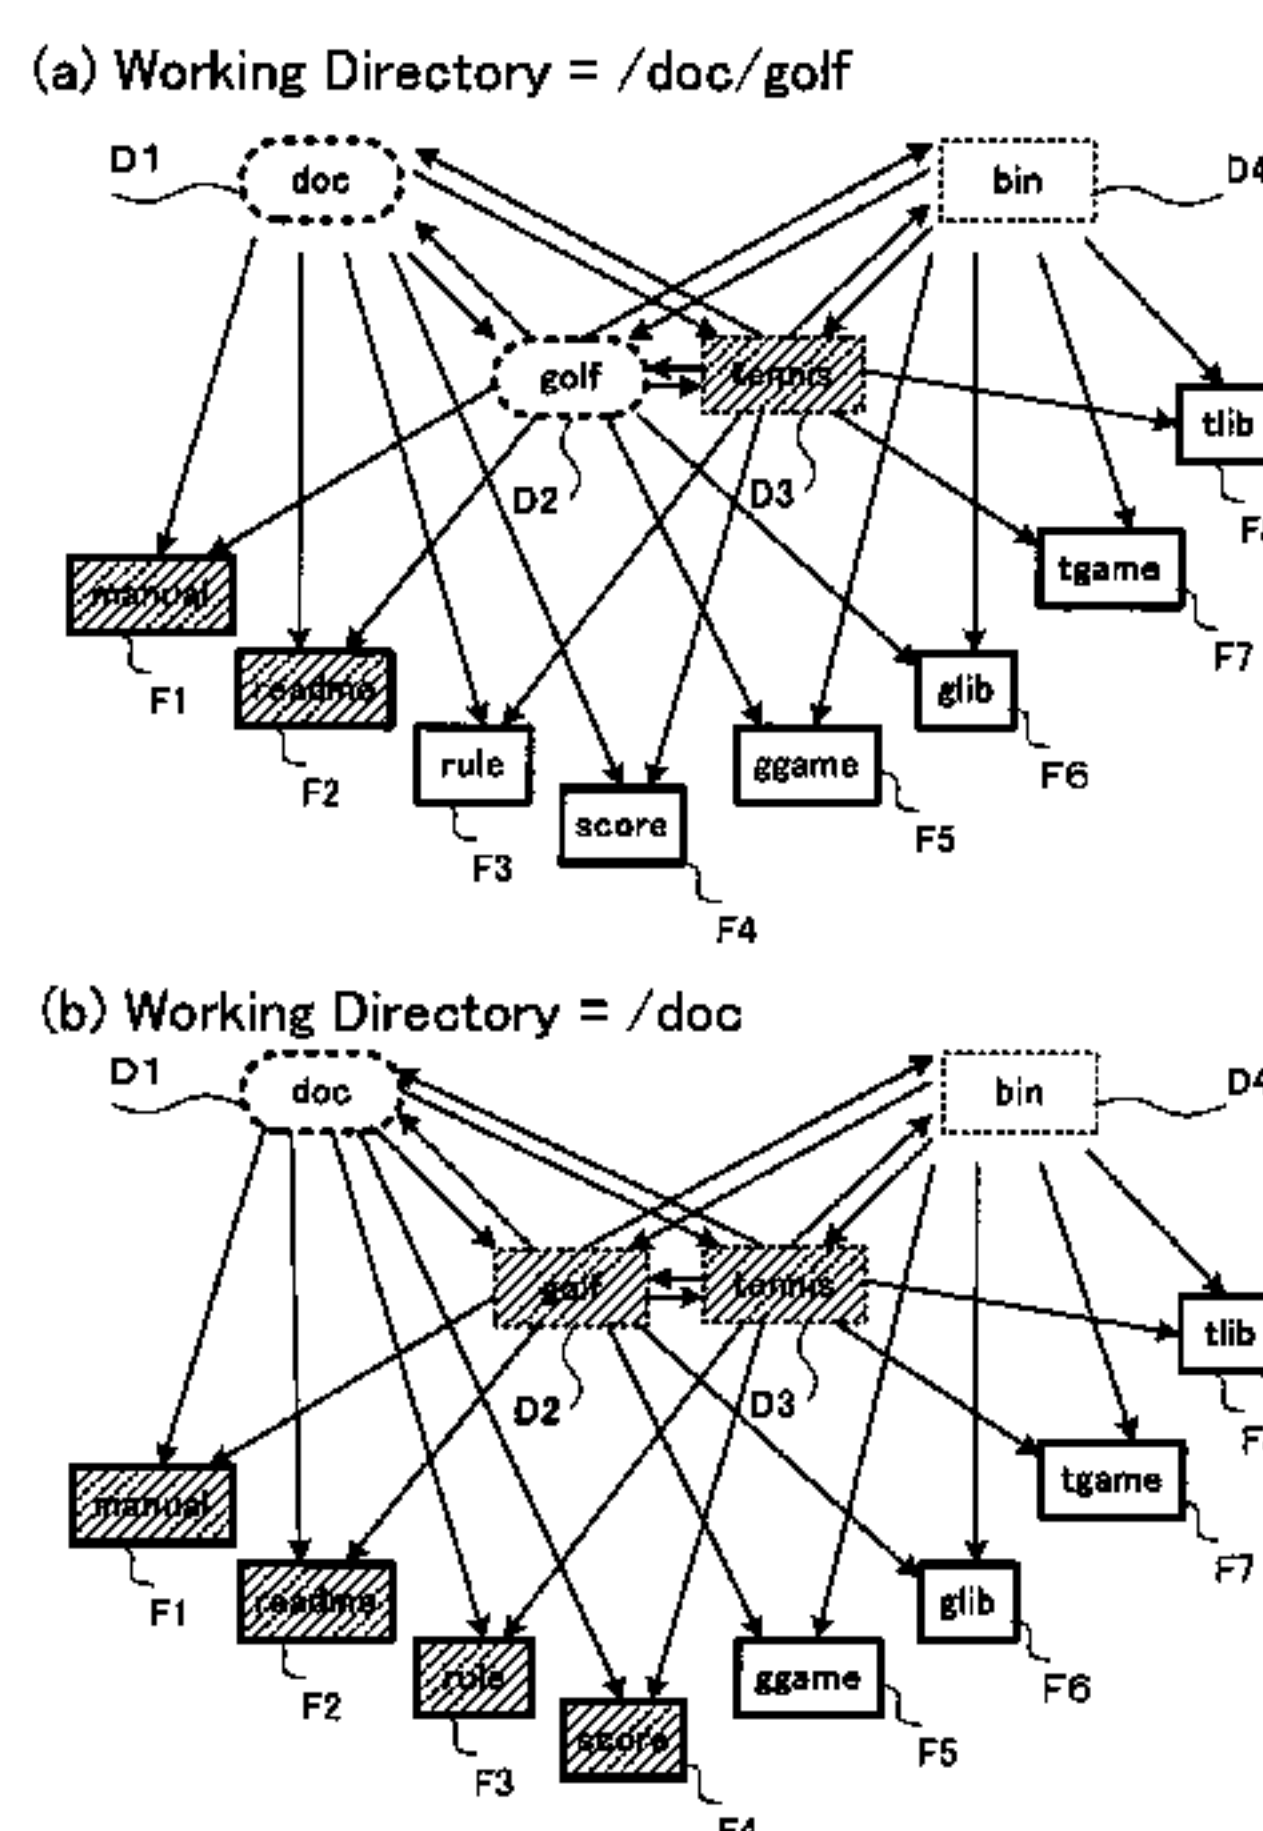 (a) Working Directory = /doc/golf
D1
doc
bin
golf
tennis
tlib
D2
D3
tgame
manual
F1
readme
F7
glib
F2
rule
ggame
F6
F3
score
F5
F4
(b) Working Directory = /doc
D1
doc
bin
golf
tennis
tlib
D2
D3
tgame
manual
F1
readme
F7
glib
F2
rule
ggame
F6
F3
score
F5